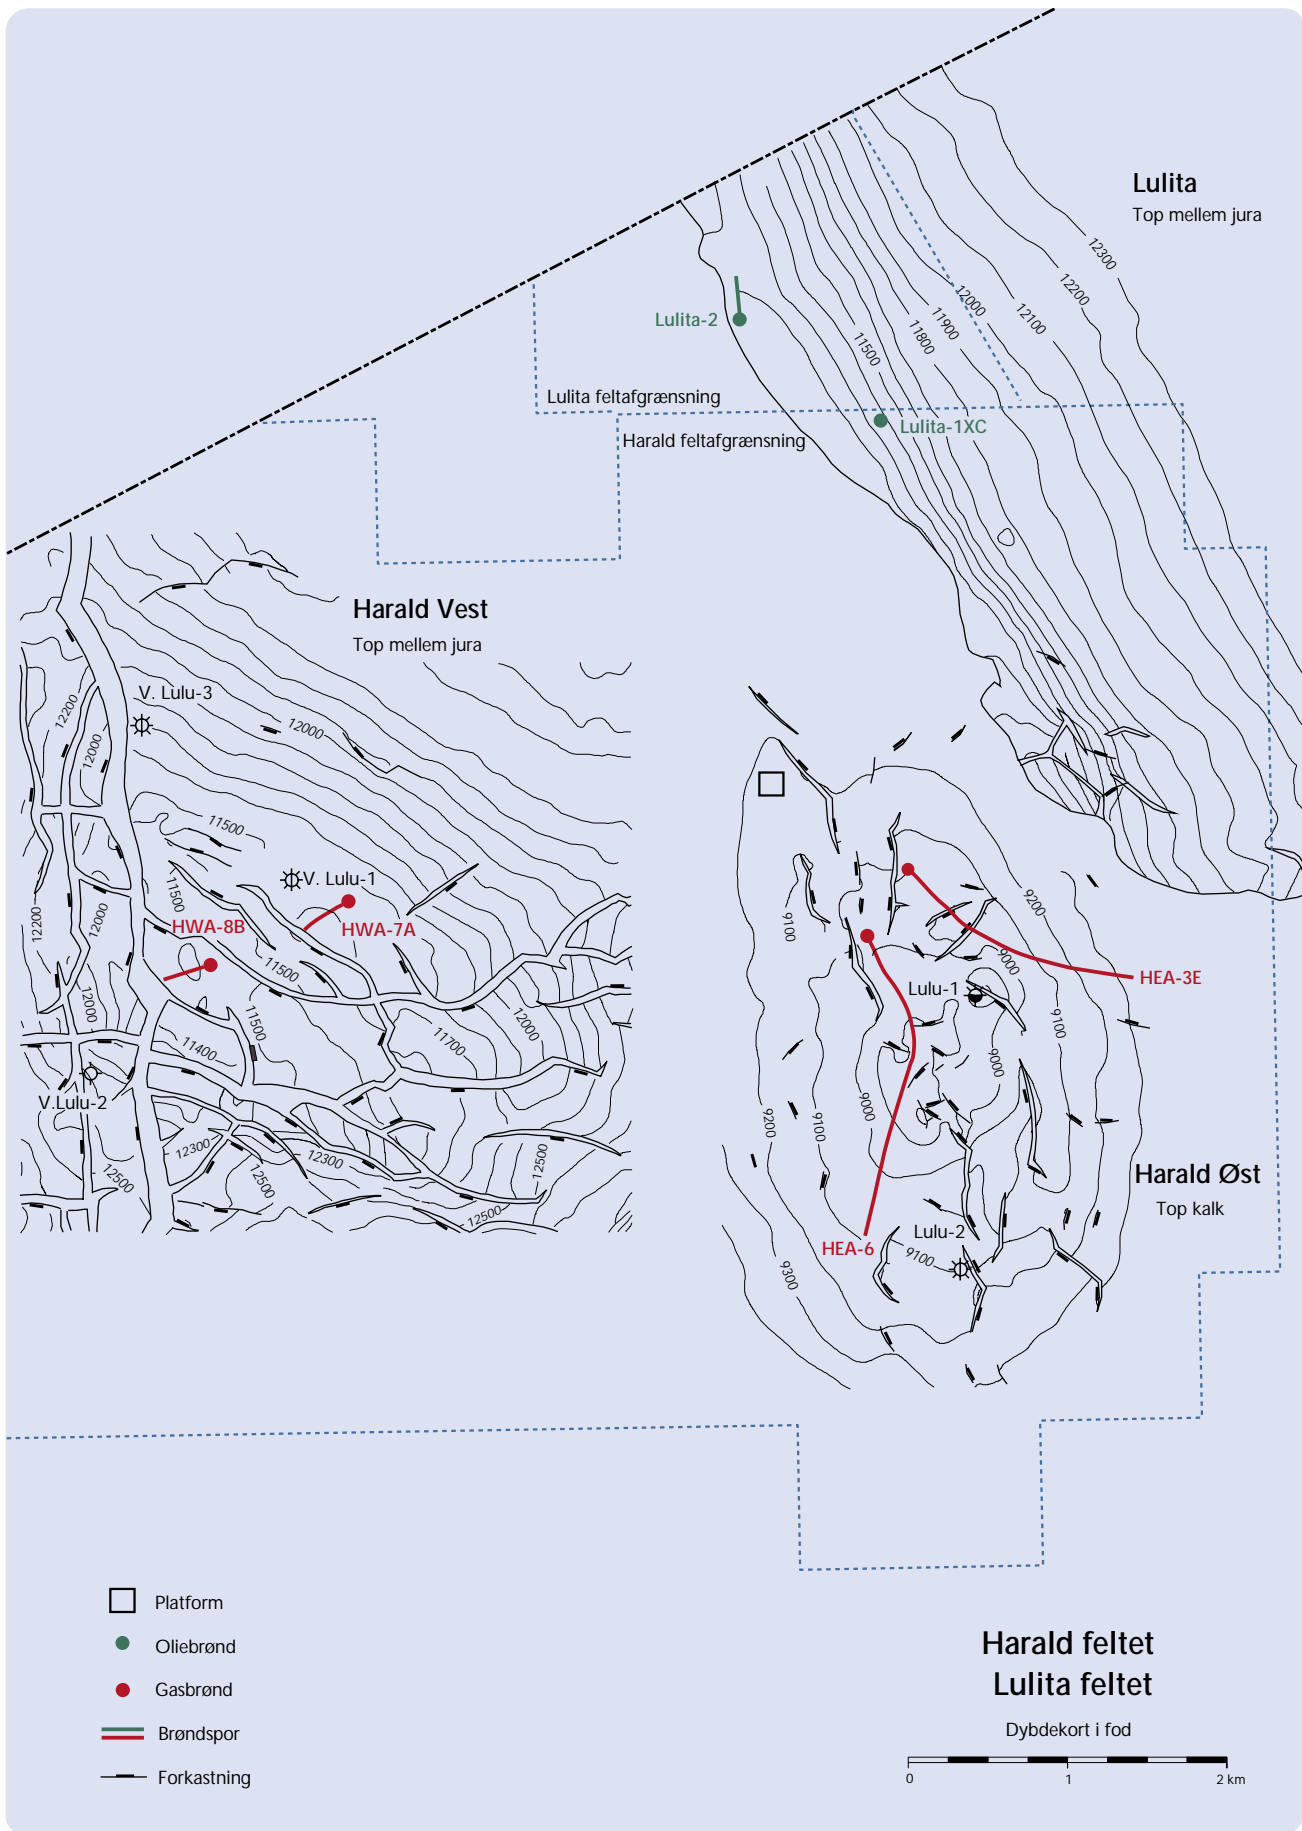 Lulita
Top mellem jura
12300
12200
12100
12000
11900
11800
11500
Lulita-2
Lulita feltafgrænsning
Harald feltafgrænsning
Lulita-1XC
Harald Vest
Top mellem jura
V. Lulu-3
12200
12000
12000
11500
11500
V. Lulu-1
HWA-8B
HWA-7A
12200
12000
11500
12000
11500
11400
11700
12000
V.Lulu-2
12300
12300
12500
12500
12500
12500
9100
9200
9000
HEA-3E
Lulu-1
9100
9000
9000
9100
9200
Harald Øst
Top kalk
HEA-6
Lulu-2
9100
9300
Platform
Oliebrønd
Gasbrønd
Brøndspor
Forkastning
Harald feltet
Lulita feltet
Dybdekort i fod
0
1
2 km